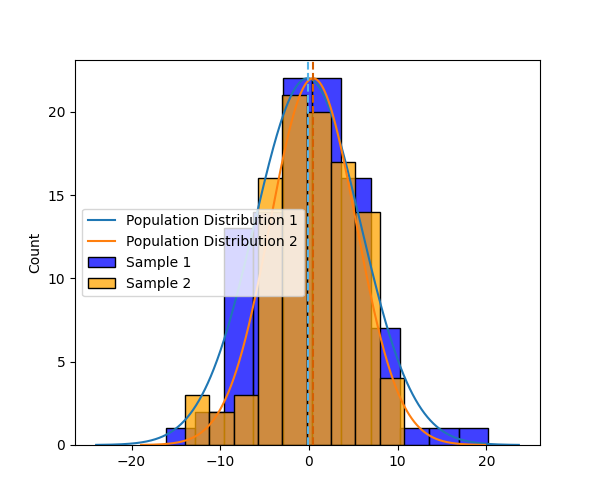 20
15
10
5
0
Count
Population Distribution 1
Population Distribution 2
Sample 1
Sample 2
−20
−10
0
10
20